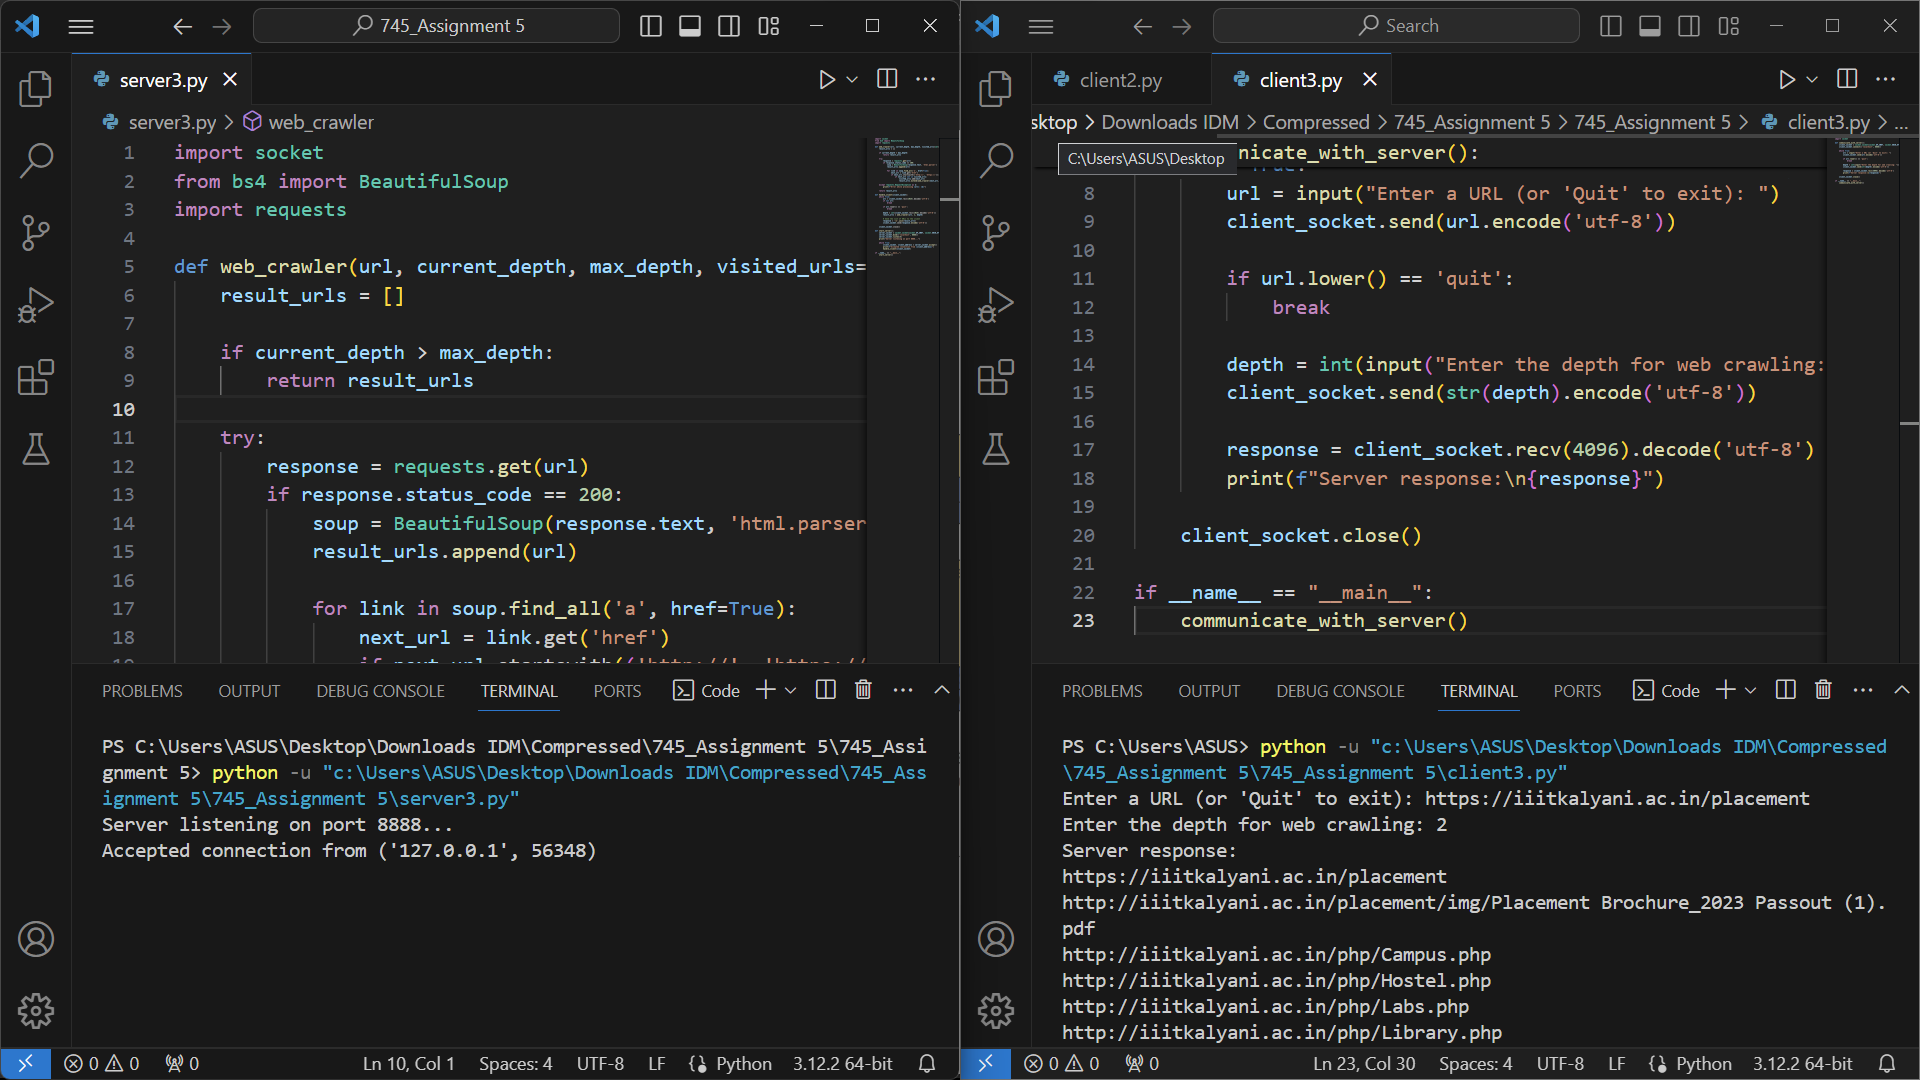 745_Assignment 5
server3.py
server3.py > web_crawler
1 import socket
2 from bs4 import BeautifulSoup
3 import requests
4
5 def web_crawler(url, current_depth, max_depth, visited_urls=
6 result_urls = []
7
8 if current_depth > max_depth:
9 return result_urls
10
11 try:
12 response = requests.get(url)
13 if response.status_code == 200:
14 soup = BeautifulSoup(response.text, 'html.parser
15 result_urls.append(url)
16
17 for link in soup.find_all('a', href=True):
18 next_url = link.get('href')
PROBLEMS OUTPUT DEBUG CONSOLE TERMINAL PORTS Code
PS C:\Users\ASUS\Desktop\Downloads IDM\Compressed\745_Assignment 5\745_Assi
gnment 5> python -u "c:\Users\ASUS\Desktop\Downloads IDM\Compressed\745_Ass
ignment 5\745_Assignment 5\server3.py"
Server listening on port 8888...
Accepted connection from ('127.0.0.1', 56348)
0 0 0 Ln 10, Col 1 Spaces: 4 UTF-8 LF Python 3.12.2 64-bit
Search
client2.py client3.py
sktop > Downloads IDM > Compressed > 745_Assignment 5 > 745_Assignment 5 > client3.py > ...
C:\Users\ASUS\Desktop
nicate_with_server():
8 url = input("Enter a URL (or 'Quit' to exit): ")
9 client_socket.send(url.encode('utf-8'))
10
11 if url.lower() == 'quit':
12 break
13
14 depth = int(input("Enter the depth for web crawling:
15 client_socket.send(str(depth).encode('utf-8'))
16
17 response = client_socket.recv(4096).decode('utf-8')
18 print(f"Server response:\n{response}")
19
20 client_socket.close()
21
22 if __name__ == "__main__":
23 communicate_with_server()
PROBLEMS OUTPUT DEBUG CONSOLE TERMINAL PORTS Code
PS C:\Users\ASUS> python -u "c:\Users\ASUS\Desktop\Downloads IDM\Compressed
\745_Assignment 5\745_Assignment 5\client3.py"
Enter a URL (or 'Quit' to exit): https://iiitkalyani.ac.in/placement
Enter the depth for web crawling: 2
Server response:
https://iiitkalyani.ac.in/placement
http://iiitkalyani.ac.in/placement/img/Placement Brochure_2023 Passout (1).
pdf
http://iiitkalyani.ac.in/php/Campus.php
http://iiitkalyani.ac.in/php/Hostel.php
http://iiitkalyani.ac.in/php/Labs.php
http://iiitkalyani.ac.in/php/Library.php
0 0 0 Ln 23, Col 30 Spaces: 4 UTF-8 LF Python 3.12.2 64-bit